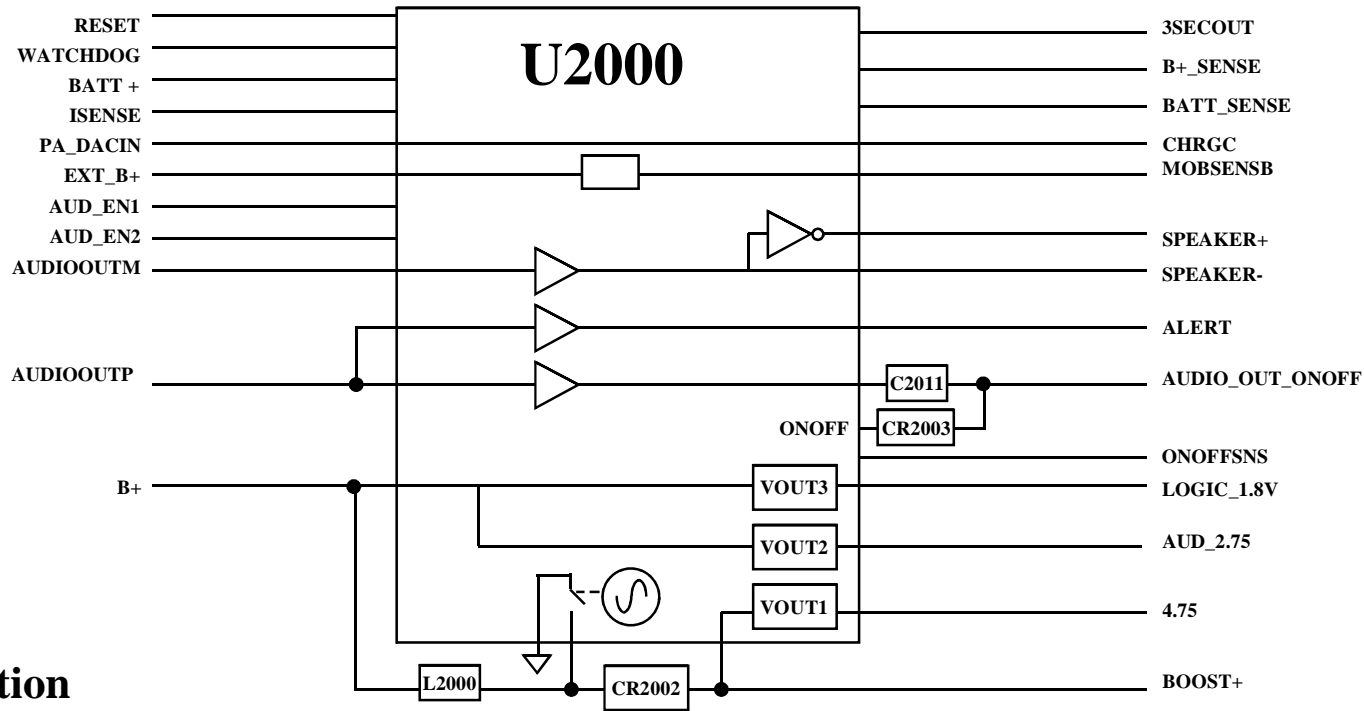 U2000
RESET
WATCHDOG
BATT +
ISENSE
PA_DACIN
EXT_B+
AUD_EN1
AUD_EN2
AUDIOOUTM
AUDIOOUTP
B+
3SECOUT
B+_SENSE
BATT_SENSE
CHRGC
MOBSENSB
SPEAKER+
SPEAKER-
ALERT
C2011
AUDIO_OUT_ONOFF
ONOFF
CR2003
ONOFFSNS
VOUT3
LOGIC_1.8V
VOUT2
AUD_2.75
VOUT1
4.75
L2000
CR2002
BOOST+
tion